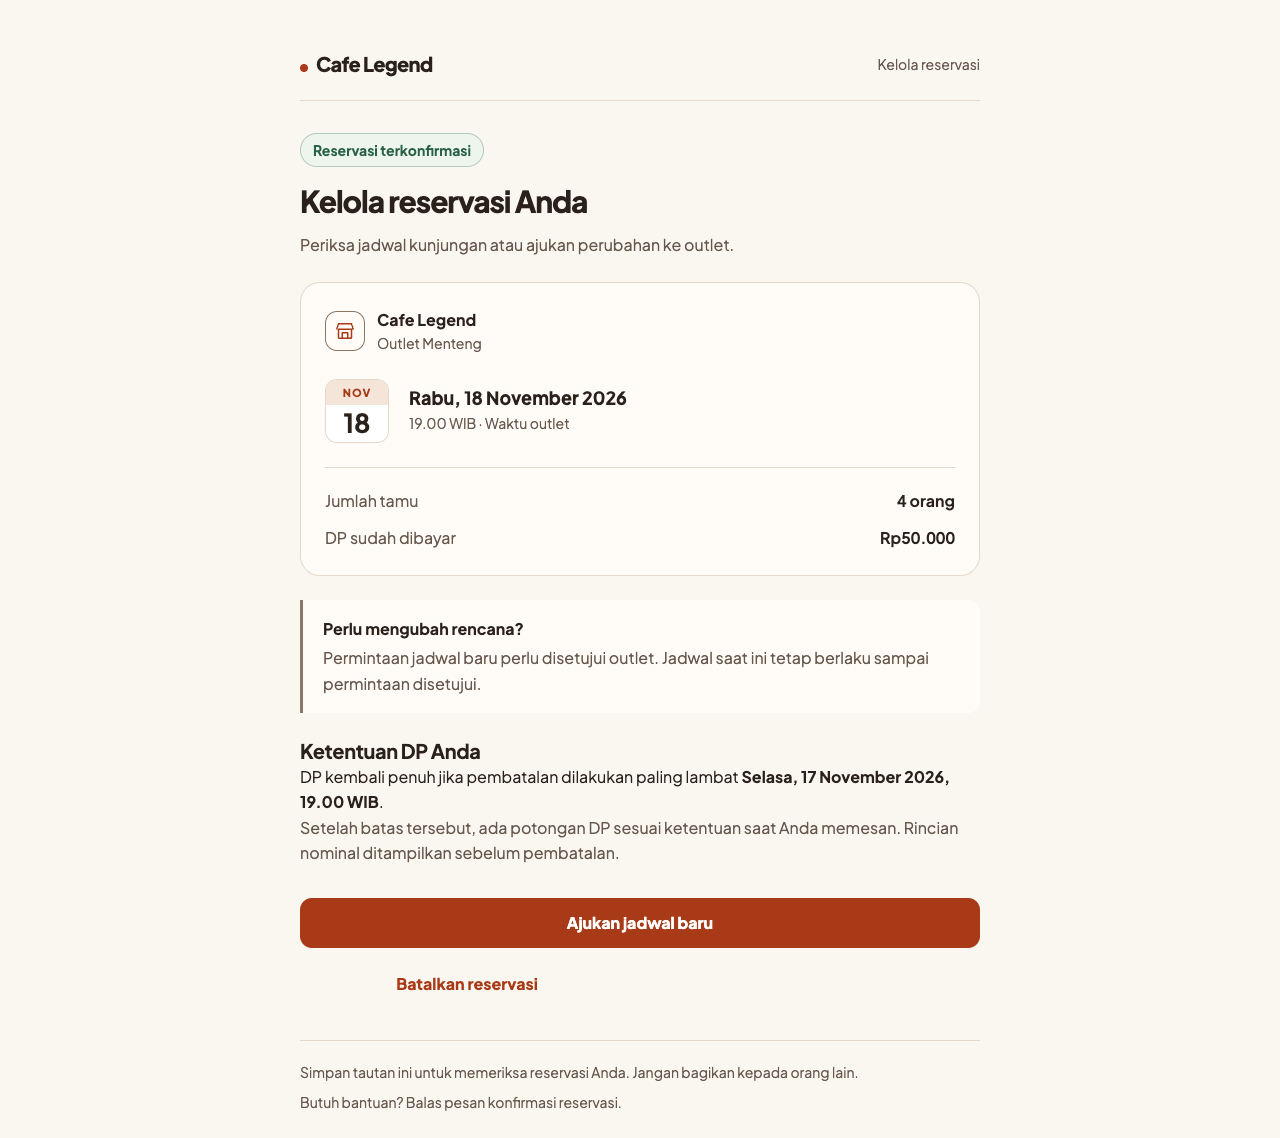 Cafe Legend
Kelola reservasi
Reservasi terkonfirmasi
Kelola reservasi Anda
Periksa jadwal kunjungan atau ajukan perubahan ke outlet.
Cafe Legend
Outlet Menteng
NOV
18
Rabu, 18 November 2026
19.00 WIB · Waktu outlet
Jumlah tamu
4 orang
DP sudah dibayar
Rp50.000
Perlu mengubah rencana?
Permintaan jadwal baru perlu disetujui outlet. Jadwal saat ini tetap berlaku sampai
permintaan disetujui.
Ketentuan DP Anda
DP kembali penuh jika pembatalan dilakukan paling lambat Selasa, 17 November 2026,
19.00 WIB.
Setelah batas tersebut, ada potongan DP sesuai ketentuan saat Anda memesan. Rincian
nominal ditampilkan sebelum pembatalan.
Ajukan jadwal baru
Batalkan reservasi
Simpan tautan ini untuk memeriksa reservasi Anda. Jangan bagikan kepada orang lain.
Butuh bantuan? Balas pesan konfirmasi reservasi.